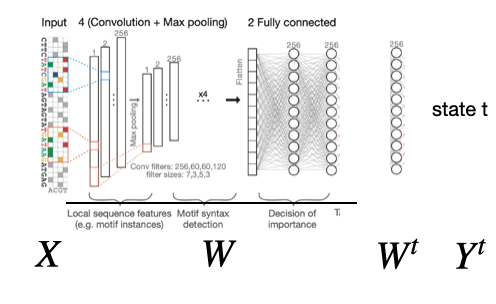 Input
4 (Convolution + Max pooling)
2 Fully connected
1
2
256
1
2
256
256
256
256
Flatten
x4
Max pooling
state t
Conv filters: 256,60,60,120
filter sizes: 7,3,5,3
ACGT
Local sequence features
(e.g. motif instances)
Motif syntax
detection
Decision of
importance
X
W
Wᵗ
Yᵗ